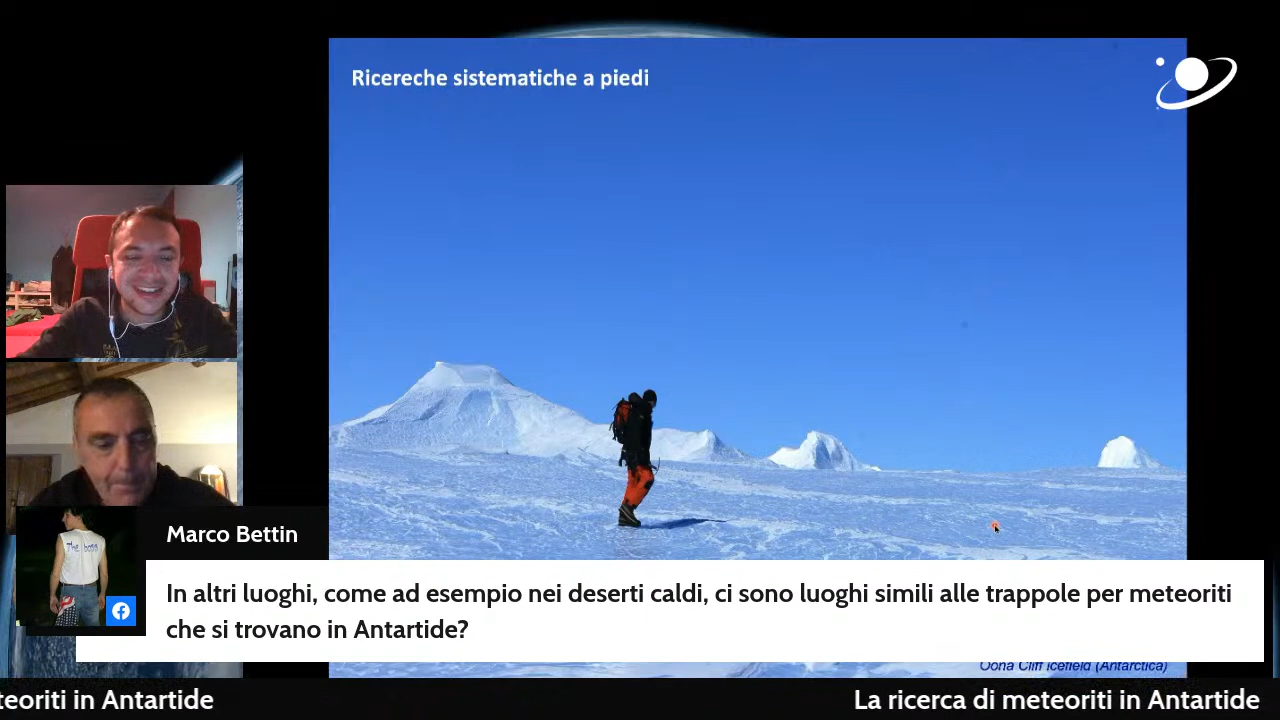 Ricereche sistematiche a piedi
Marco Bettin
The boss
In altri luoghi, come ad esempio nei deserti caldi, ci sono luoghi simili alle trappole per meteoriti
che si trovano in Antartide?
Oona Cliff Icefield (Antarctica)
teoriti in Antartide
La ricerca di meteoriti in Antartide